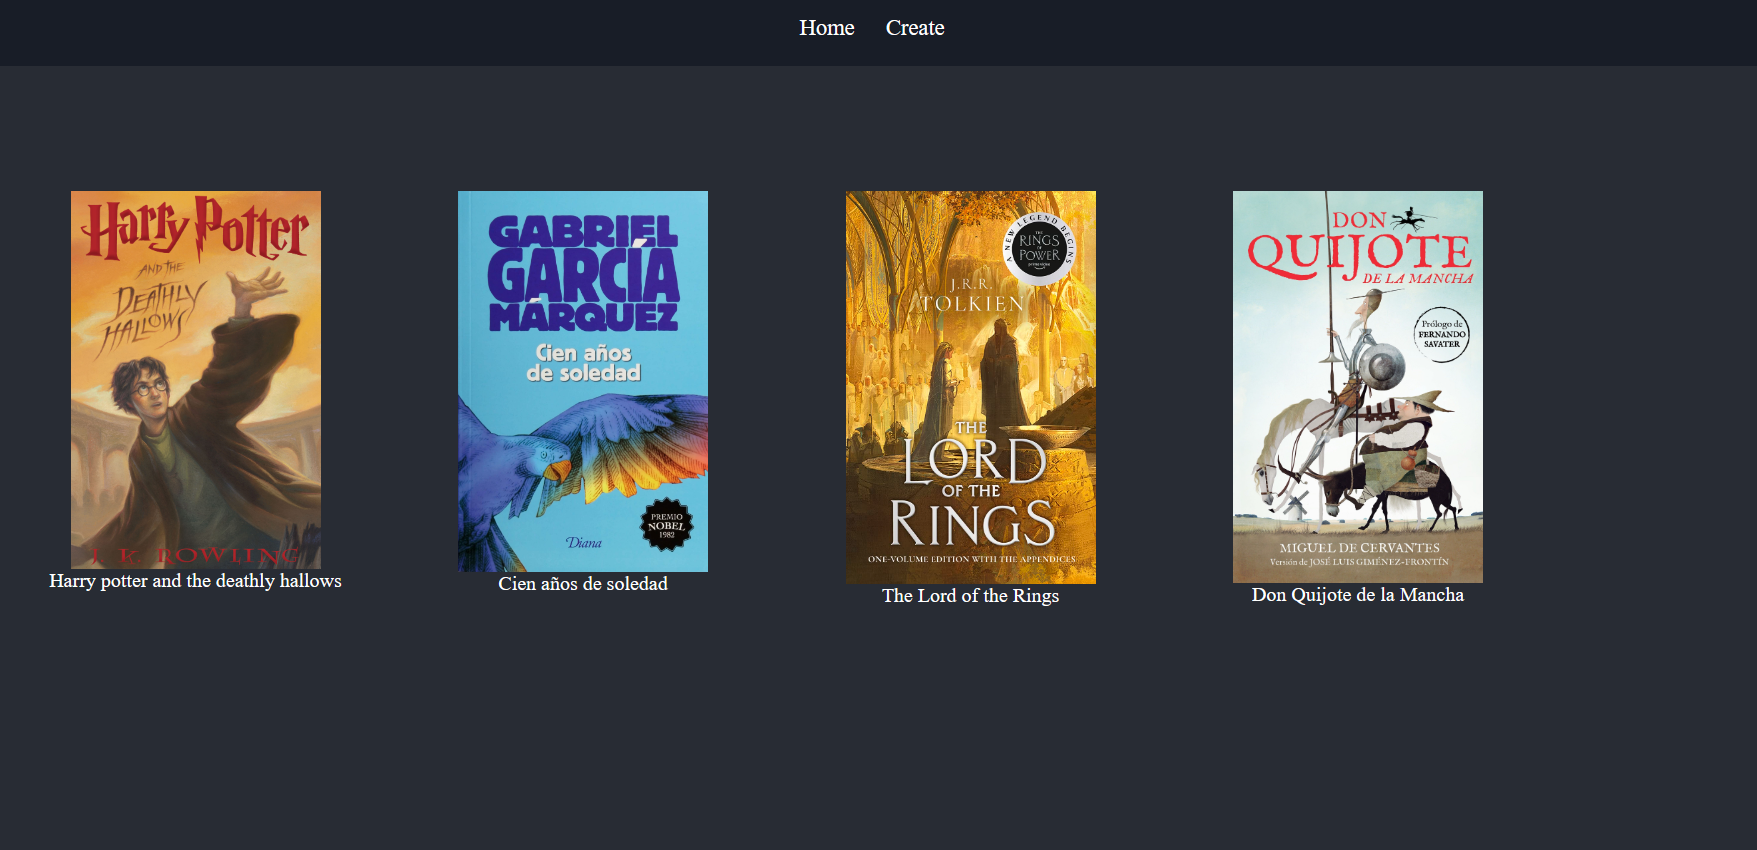 Home Create
Harry Potter
AND THE
DEATHLY
HALLOWS
J. K. ROWLING
Harry potter and the deathly hallows
GABRIEL
GARCÍA
MÁRQUEZ
Cien años
de soledad
PREMIO
NOBEL
1982
Diana
Cien años de soledad
A NEW LEGEND BEGINS
THE
RINGS
OF
POWER
J.R.R.
TOLKIEN
THE
LORD
OF THE
RINGS
ONE-VOLUME EDITION WITH THE APPENDICES
The Lord of the Rings
DON
QUIJOTE
DE LA MANCHA
Prólogo de
FERNANDO
SAVATER
MIGUEL DE CERVANTES
Versión de JOSÉ LUIS GIMÉNEZ-FRONTÍN
Don Quijote de la Mancha